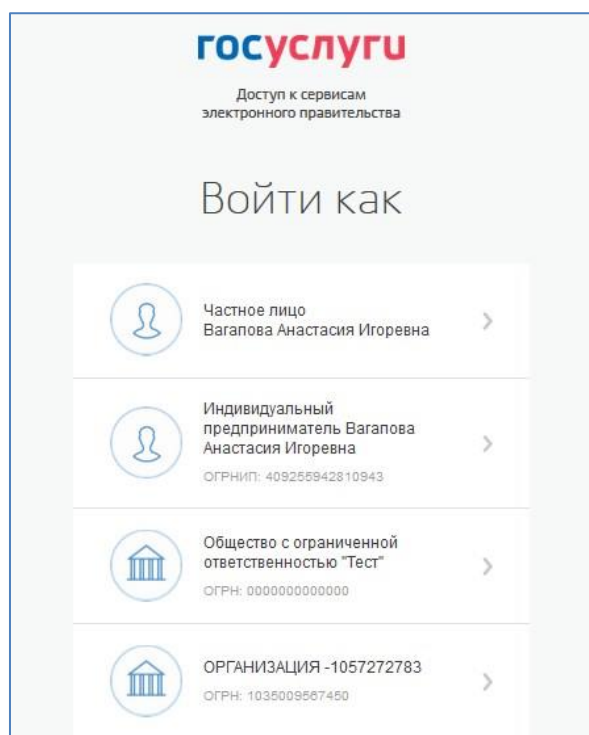 госуслуги
Доступ к сервисам
электронного правительства
Войти как
Частное лицо
Вагапова Анастасия Игоревна
Индивидуальный
предприниматель Вагапова
Анастасия Игоревна
ОГРНИП: 409255942810943
Общество с ограниченной
ответственностью "Тест"
ОГРН: 0000000000000
ОРГАНИЗАЦИЯ -1057272783
ОГРН: 1035009567450